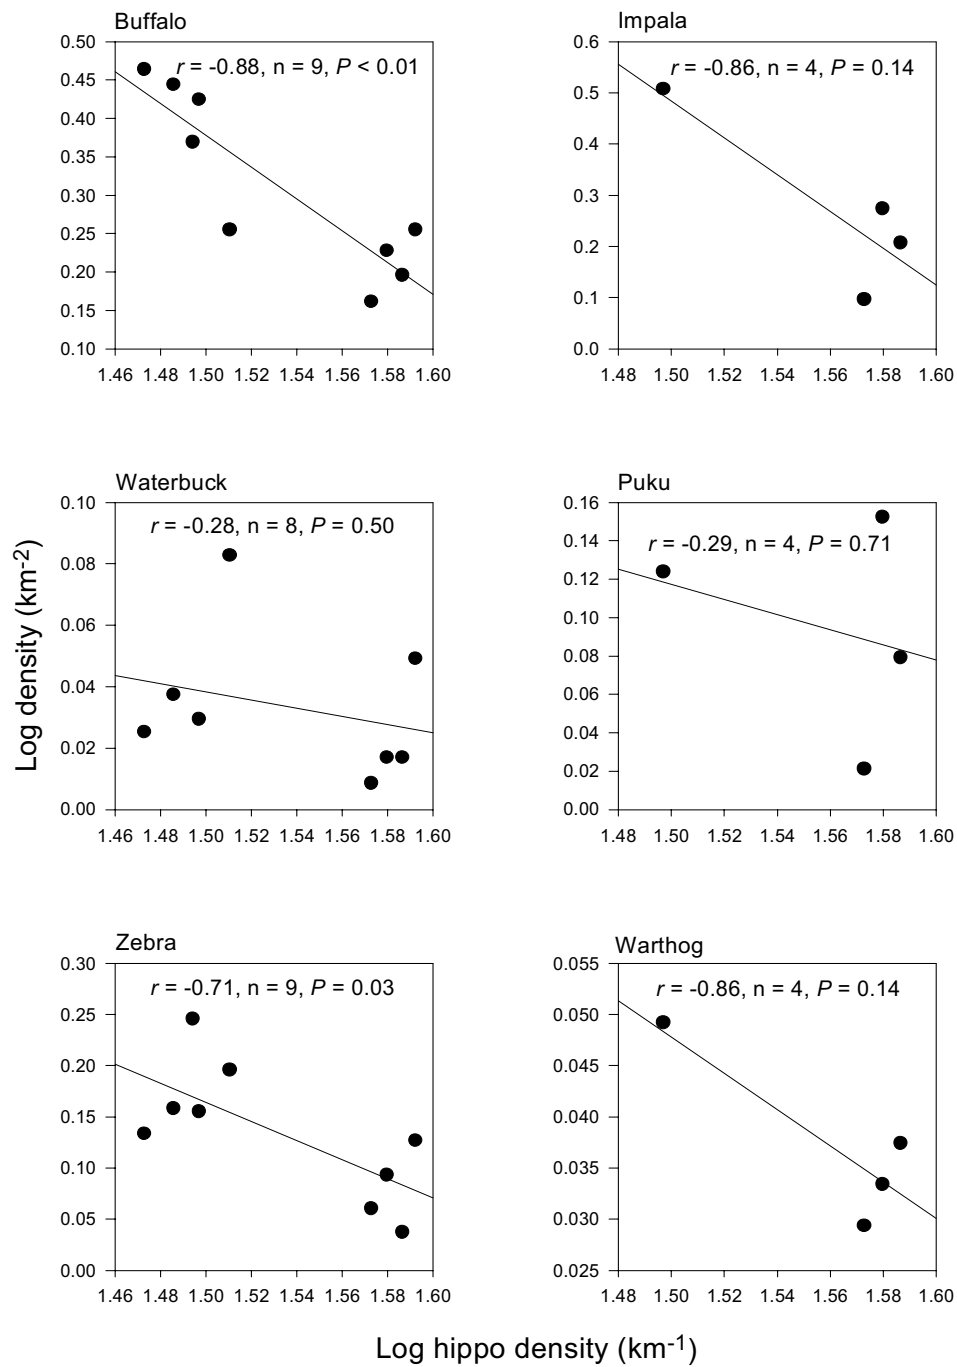 Buffalo
r = -0.88, n = 9, P < 0.01
0.50
0.45
0.40
0.35
0.30
0.25
0.20
0.15
0.10
1.46 1.48 1.50 1.52 1.54 1.56 1.58 1.60
Impala
r = -0.86, n = 4, P = 0.14
0.6
0.5
0.4
0.3
0.2
0.1
0.0
1.48 1.50 1.52 1.54 1.56 1.58 1.60
Waterbuck
r = -0.28, n = 8, P = 0.50
0.10
0.08
0.06
0.04
0.02
0.00
1.46 1.48 1.50 1.52 1.54 1.56 1.58 1.60
Puku
r = -0.29, n = 4, P = 0.71
0.16
0.14
0.12
0.10
0.08
0.06
0.04
0.02
0.00
1.48 1.50 1.52 1.54 1.56 1.58 1.60
Zebra
r = -0.71, n = 9, P = 0.03
0.30
0.25
0.20
0.15
0.10
0.05
0.00
1.46 1.48 1.50 1.52 1.54 1.56 1.58 1.60
Warthog
r = -0.86, n = 4, P = 0.14
0.055
0.050
0.045
0.040
0.035
0.030
0.025
1.48 1.50 1.52 1.54 1.56 1.58 1.60
Log density (km⁻²)
Log hippo density (km⁻¹)